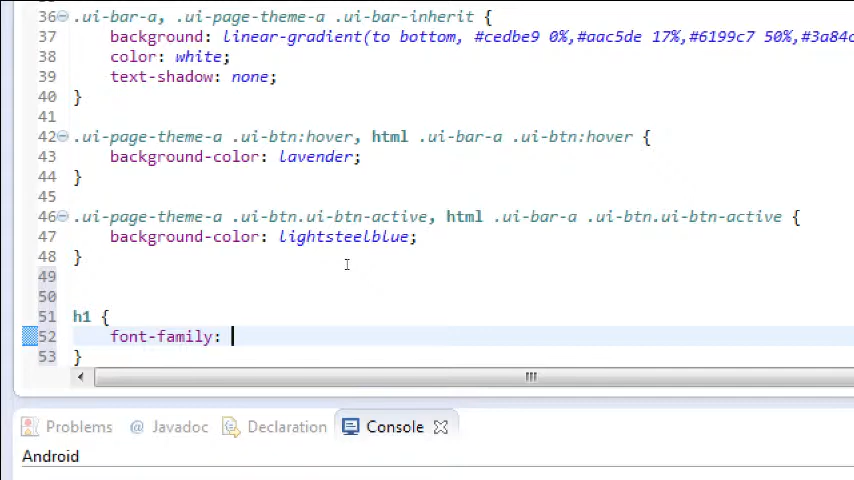 36 .ui-bar-a, .ui-page-theme-a .ui-bar-inherit {
37 background: linear-gradient(to bottom, #cedbe9 0%,#aac5de 17%,#6199c7 50%,#3a84c
38 color: white;
39 text-shadow: none;
40 }
41
42 .ui-page-theme-a .ui-btn:hover, html .ui-bar-a .ui-btn:hover {
43 background-color: lavender;
44 }
45
46 .ui-page-theme-a .ui-btn.ui-btn-active, html .ui-bar-a .ui-btn.ui-btn-active {
47 background-color: lightsteelblue;
48 }
49
50
51 h1 {
52 font-family:
53 }
Problems @ Javadoc Declaration Console
Android